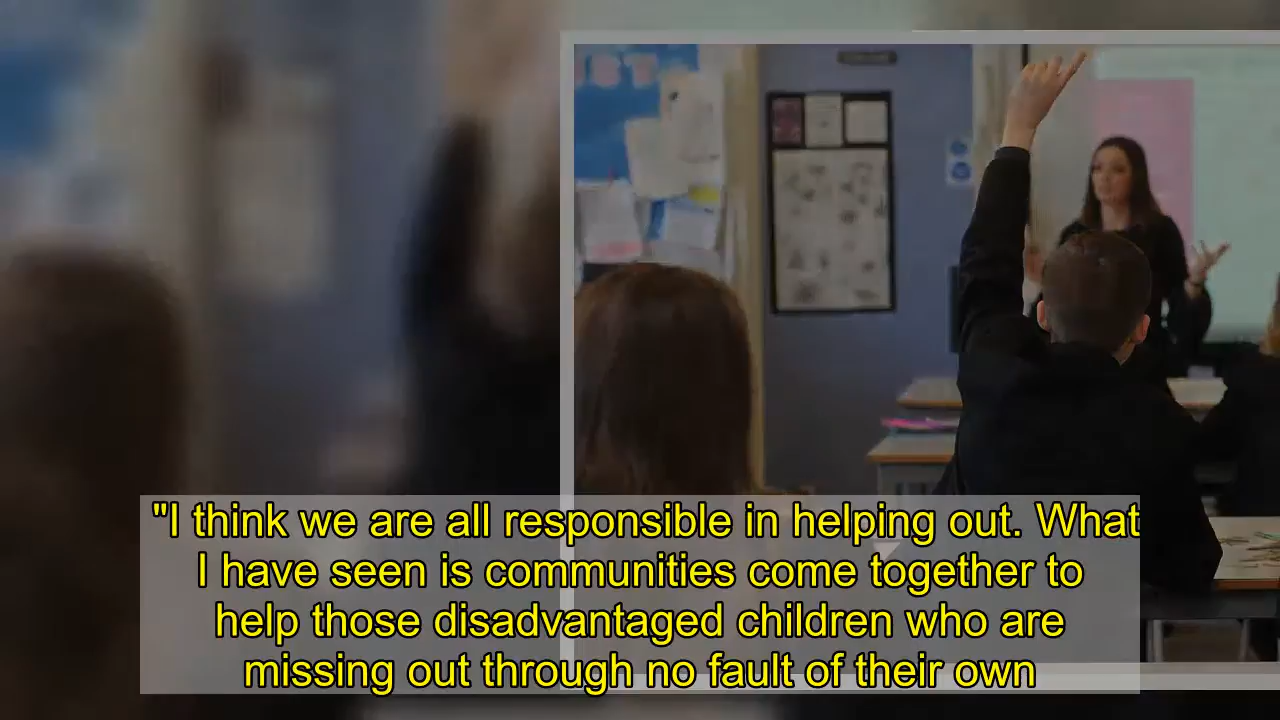 "I think we are all responsible in helping out. What
I have seen is communities come together to
help those disadvantaged children who are
missing out through no fault of their own